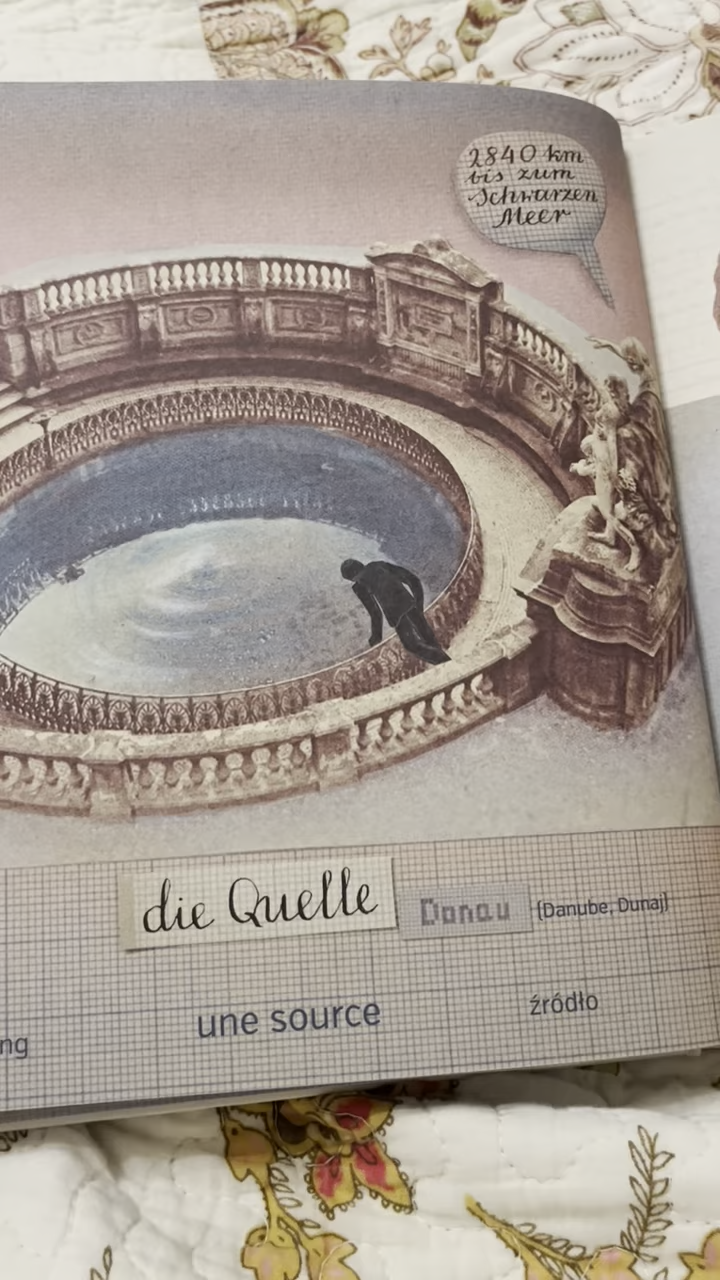 2840 km
bis zum
Schwarzen
Meer
die Quelle Donau (Danube, Dunaj)
ng une source źródło